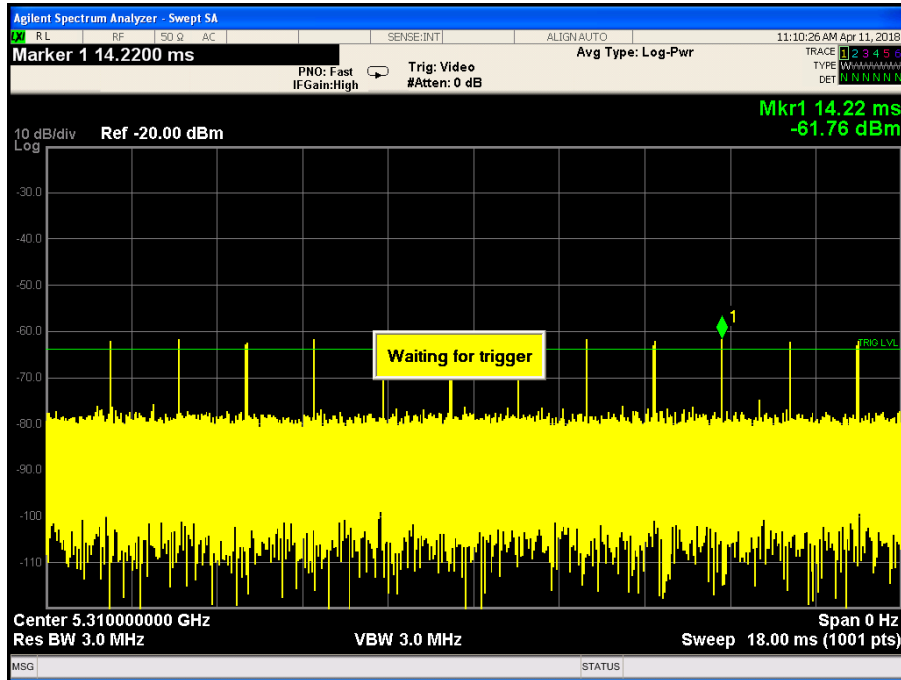 Agilent Spectrum Analyzer - Swept SA
LXI RL RF 50 Ω AC SENSE:INT ALIGN AUTO 11:10:26 AM Apr 11, 2018
Marker 1 14.2200 ms
PNO: Fast
IFGain:High
Trig: Video
#Atten: 0 dB
Avg Type: Log-Pwr
TRACE 1 2 3 4 5 6
TYPE WWWWWWW
DET N N N N N N
Mkr1 14.22 ms
-61.76 dBm
10 dB/div Ref -20.00 dBm
Log
-30.0
-40.0
-50.0
-60.0
1
TRIG LVL
Waiting for trigger
-70.0
-80.0
-90.0
-100
-110
Center 5.310000000 GHz Span 0 Hz
Res BW 3.0 MHz VBW 3.0 MHz Sweep 18.00 ms (1001 pts)
MSG STATUS